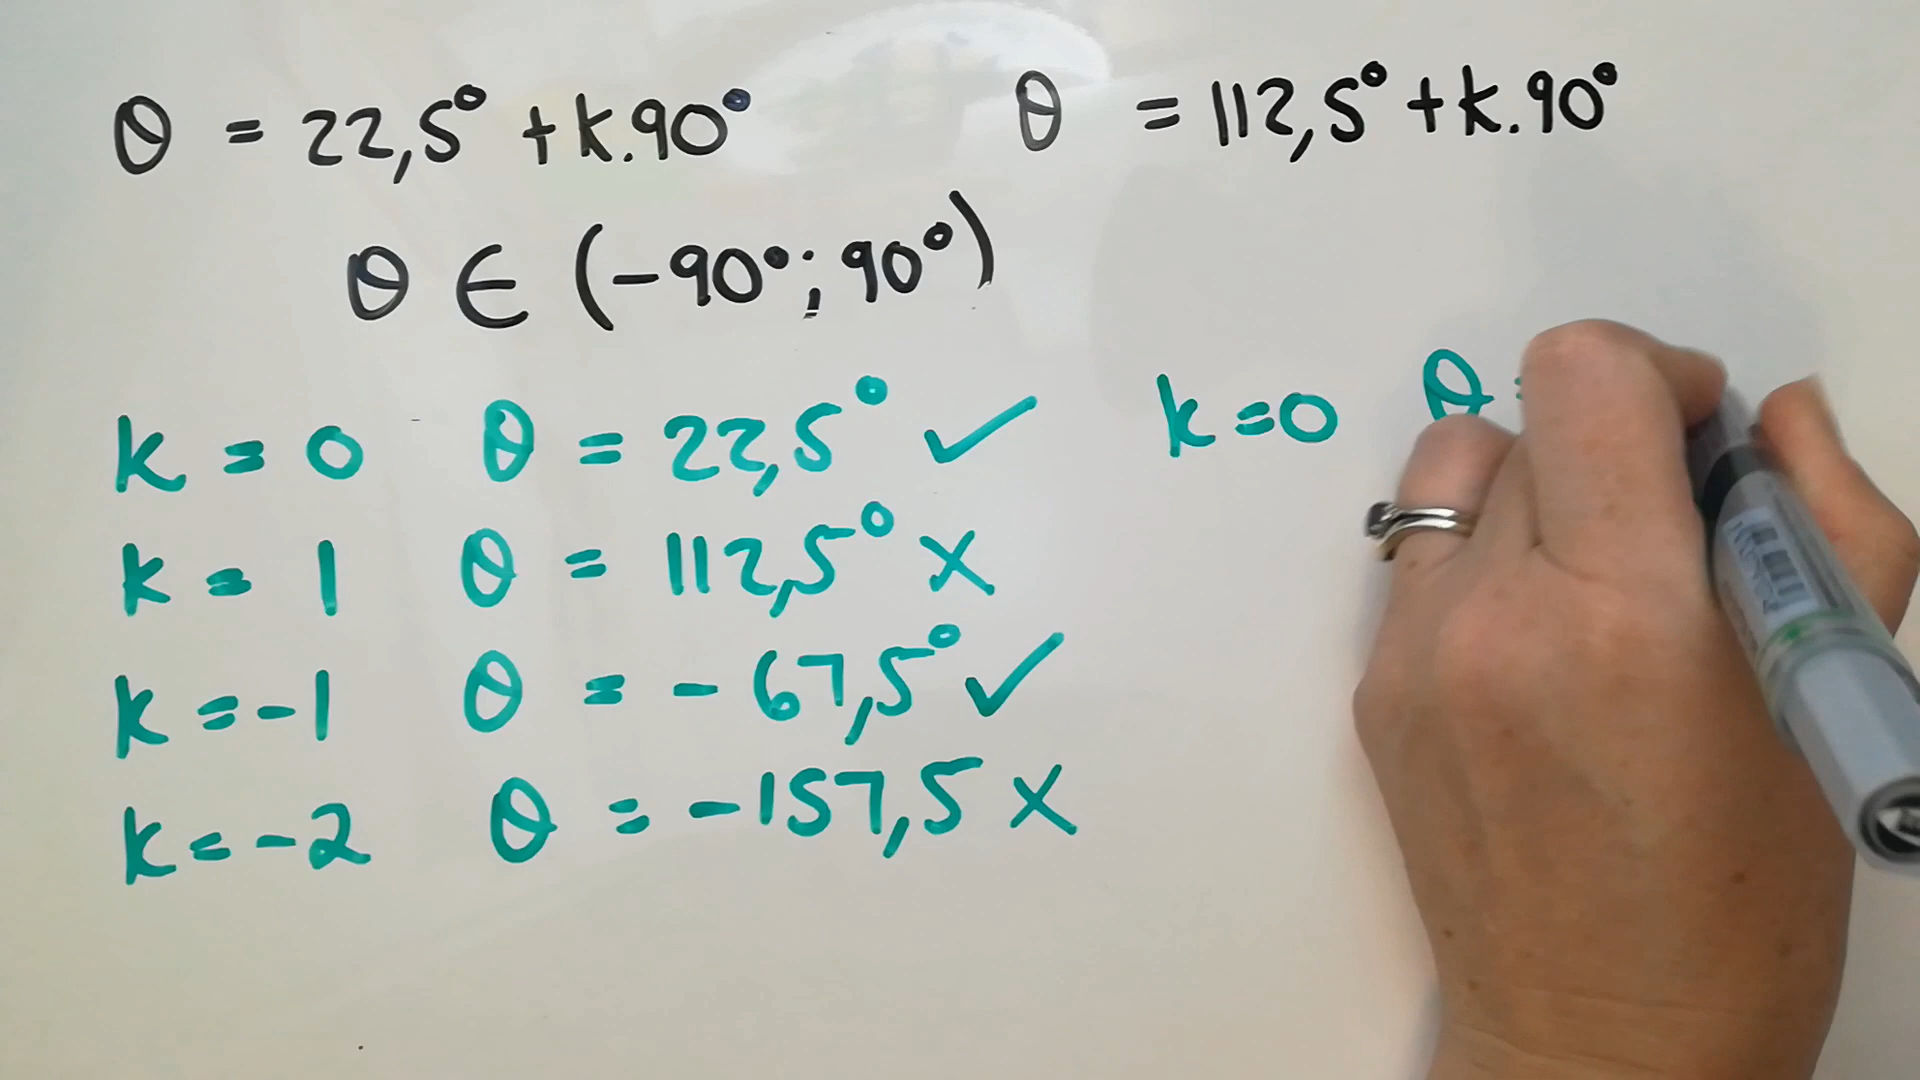 θ = 22,5° + k.90°
θ = 112,5° + k.90°
θ ∈ (-90°; 90°)
k = 0 θ = 22,5° ✓
k = 1 θ = 112,5° x
k = -1 θ = -67,5° ✓
k = -2 θ = -157,5 x
k = 0 θ =